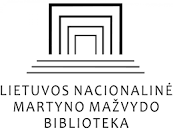 LIETUVOS NACIONALINĖ
MARTYNO MAŽVYDO
BIBLIOTEKA